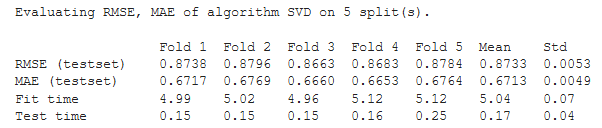 Evaluating RMSE, MAE of algorithm SVD on 5 split(s).
Fold 1 Fold 2 Fold 3 Fold 4 Fold 5 Mean Std
RMSE (testset) 0.8738 0.8796 0.8663 0.8683 0.8784 0.8733 0.0053
MAE (testset) 0.6717 0.6769 0.6660 0.6653 0.6764 0.6713 0.0049
Fit time 4.99 5.02 4.96 5.12 5.12 5.04 0.07
Test time 0.15 0.15 0.15 0.16 0.25 0.17 0.04